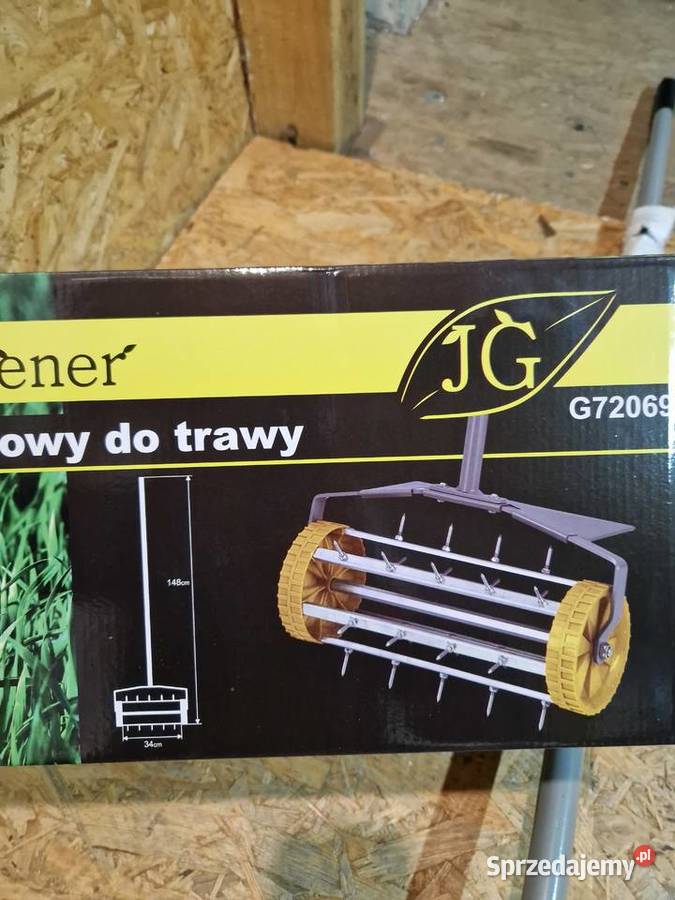 ener
JG
G72069
owy do trawy
148cm
34cm
Sprzedajemy.pl